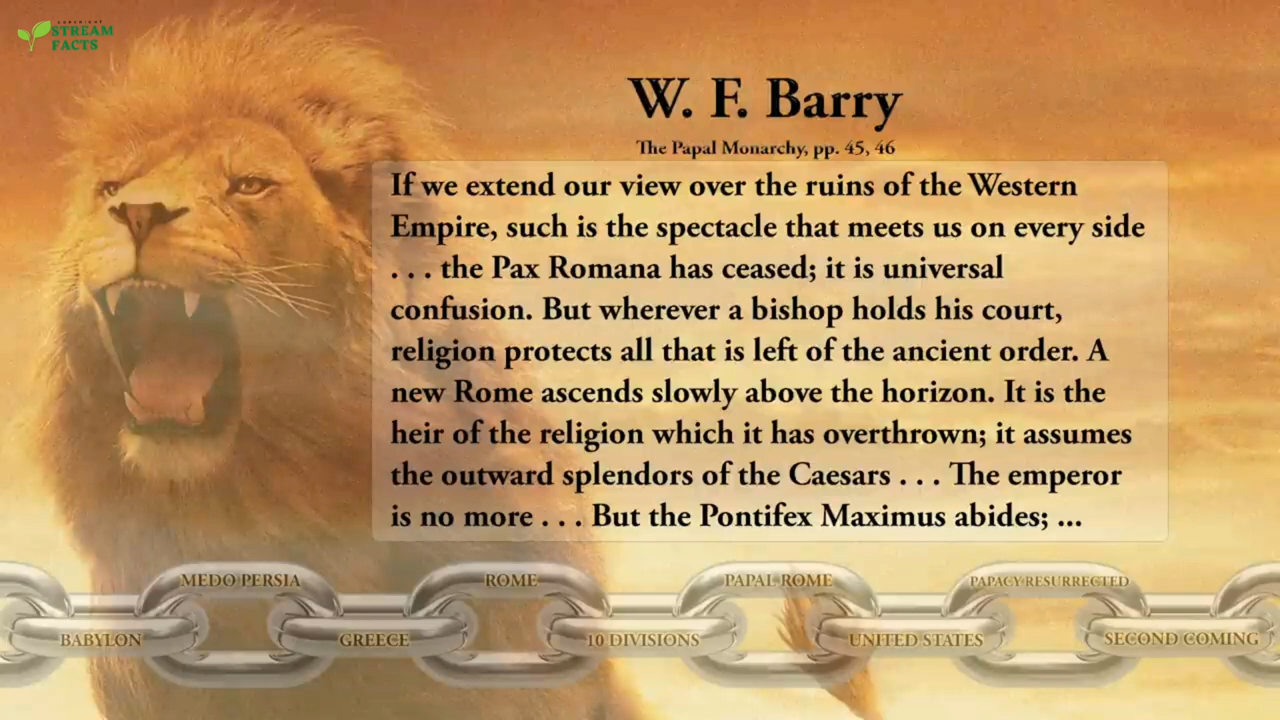 STREAM
FACTS
W. F. Barry
The Papal Monarchy, pp. 45, 46
If we extend our view over the ruins of the Western
Empire, such is the spectacle that meets us on every side
. . . the Pax Romana has ceased; it is universal
confusion. But wherever a bishop holds his court,
religion protects all that is left of the ancient order. A
new Rome ascends slowly above the horizon. It is the
heir of the religion which it has overthrown; it assumes
the outward splendors of the Caesars . . . The emperor
is no more . . . But the Pontifex Maximus abides; ...
MEDO PERSIA
ROME
PAPAL ROME
PAPACY RESURRECTED
BABYLON
GREECE
10 DIVISIONS
UNITED STATES
SECOND COMING